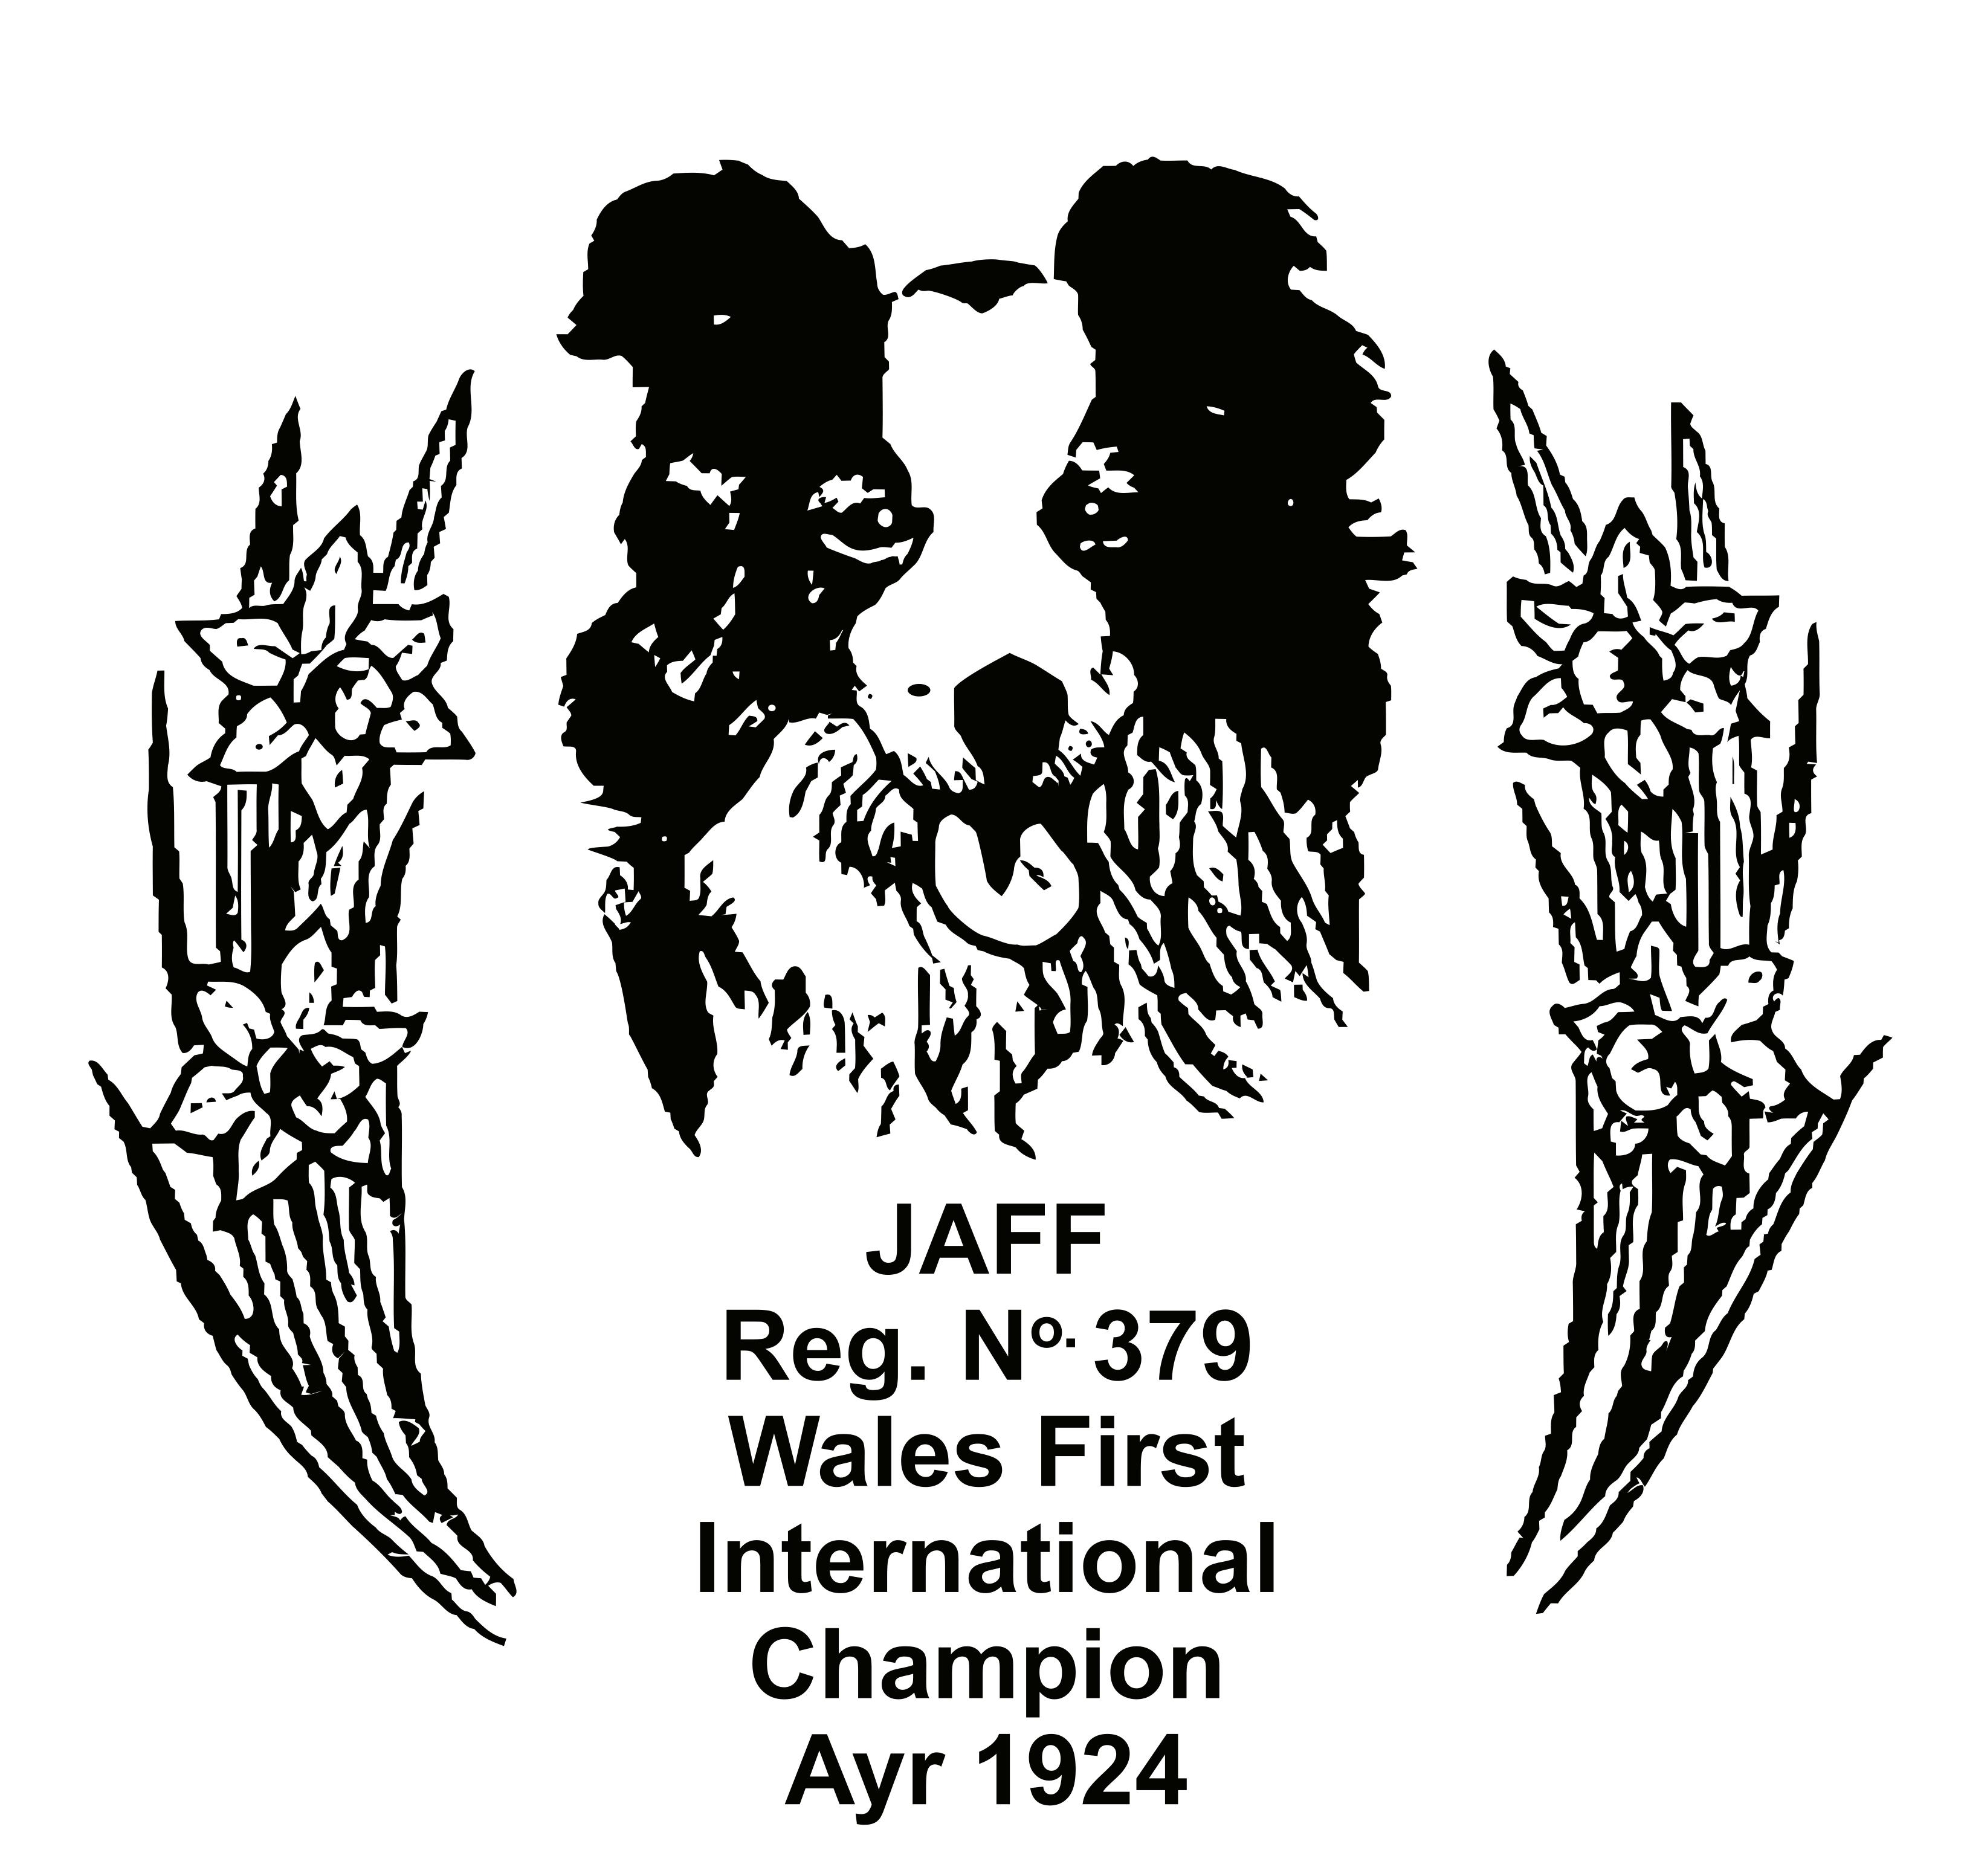 JAFF
Reg. No. 379
Wales First
International
Champion
Ayr 1924